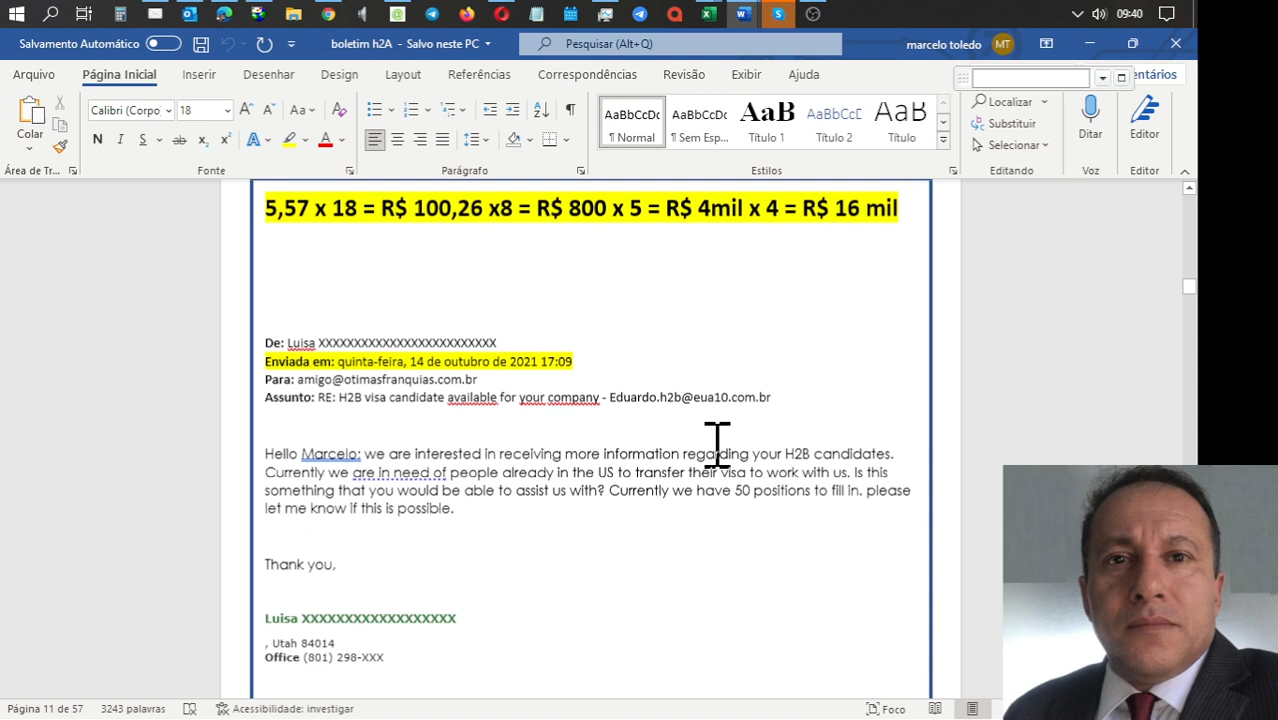 09:40
Salvamento Automático
boletim h2A - Salvo neste PC
Pesquisar (Alt+Q)
marcelo toledo
MT
Arquivo Página Inicial Inserir Desenhar Design Layout Referências Correspondências Revisão Exibir Ajuda
entários
Colar
Calibri (Corpo 18
N I S ab x₂ x²
AaBbCcDc AaBbCcDc AaB AaBbCcD AaB
¶ Normal ¶ Sem Esp... Título 1 Título 2 Título
Localizar
Substituir
Selecionar
Ditar Editor
Área de Tr... Fonte Parágrafo Estilos Editando Voz Editor
5,57 x 18 = R$ 100,26 x8 = R$ 800 x 5 = R$ 4mil x 4 = R$ 16 mil
De: Luisa XXXXXXXXXXXXXXXXXXXXXXXXX
Enviada em: quinta-feira, 14 de outubro de 2021 17:09
Para: amigo@otimasfranquias.com.br
Assunto: RE: H2B visa candidate available for your company - Eduardo.h2b@eua10.com.br
Hello Marcelo; we are interested in receiving more information regarding your H2B candidates.
Currently we are in need of people already in the US to transfer their visa to work with us. Is this
something that you would be able to assist us with? Currently we have 50 positions to fill in. please
let me know if this is possible.
Thank you,
Luisa XXXXXXXXXXXXXXXXXX
, Utah 84014
Office (801) 298-XXX
Página 11 de 57 3243 palavras Acessibilidade: investigar Foco